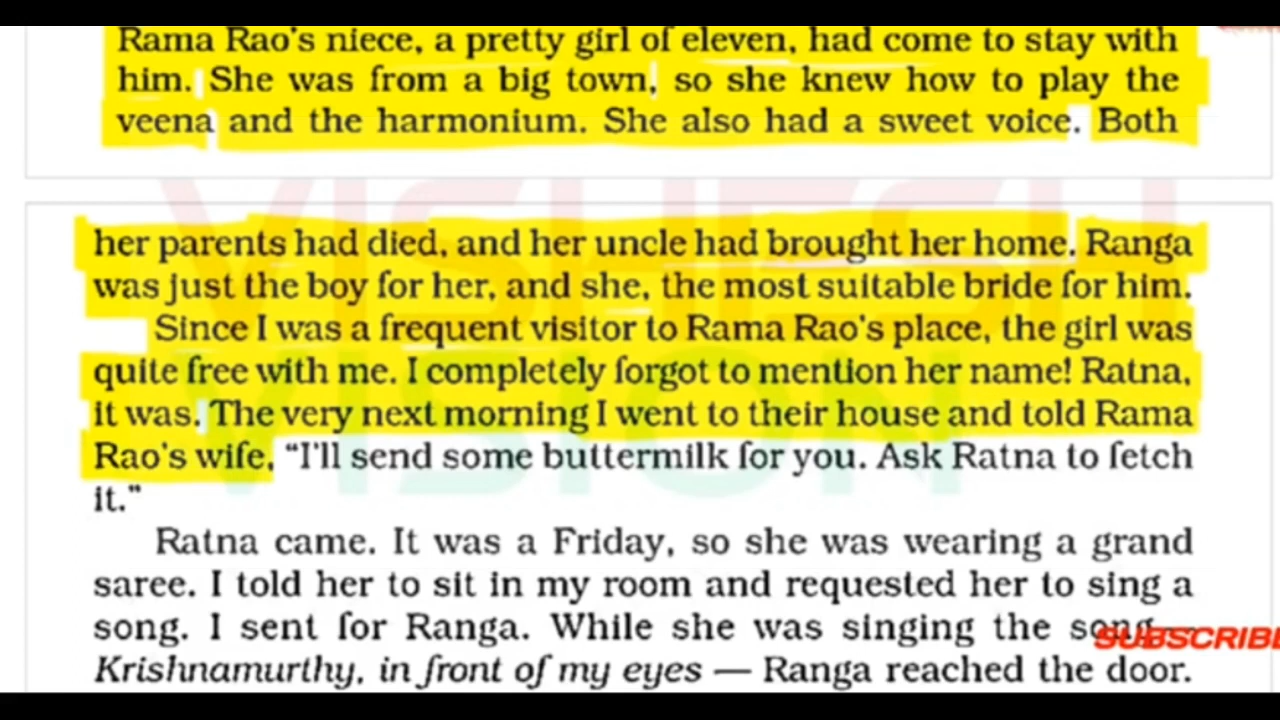 Rama Rao's niece, a pretty girl of eleven, had come to stay with
him. She was from a big town, so she knew how to play the
veena and the harmonium. She also had a sweet voice. Both
her parents had died, and her uncle had brought her home. Ranga
was just the boy for her, and she, the most suitable bride for him.
Since I was a frequent visitor to Rama Rao's place, the girl was
quite free with me. I completely forgot to mention her name! Ratna,
it was. The very next morning I went to their house and told Rama
Rao's wife, “I'll send some buttermilk for you. Ask Ratna to fetch
it.”
Ratna came. It was a Friday, so she was wearing a grand
saree. I told her to sit in my room and requested her to sing a
song. I sent for Ranga. While she was singing the song—
Krishnamurthy, in front of my eyes — Ranga reached the door.
SUBSCRIBE
VISHESH
VISION